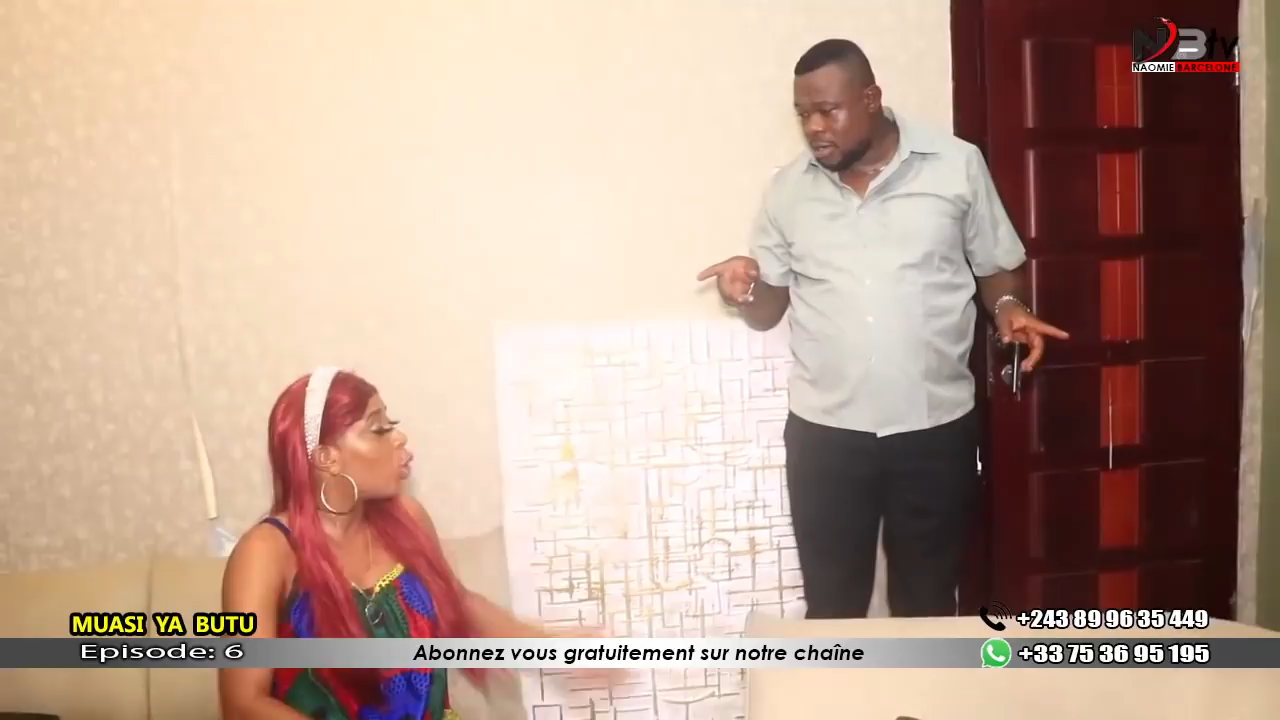 NBtv
NAOMIE BARCELONE
MUASI YA BUTU
Episode: 6
Abonnez vous gratuitement sur notre chaîne
+243 89 96 35 449
+33 75 36 95 195